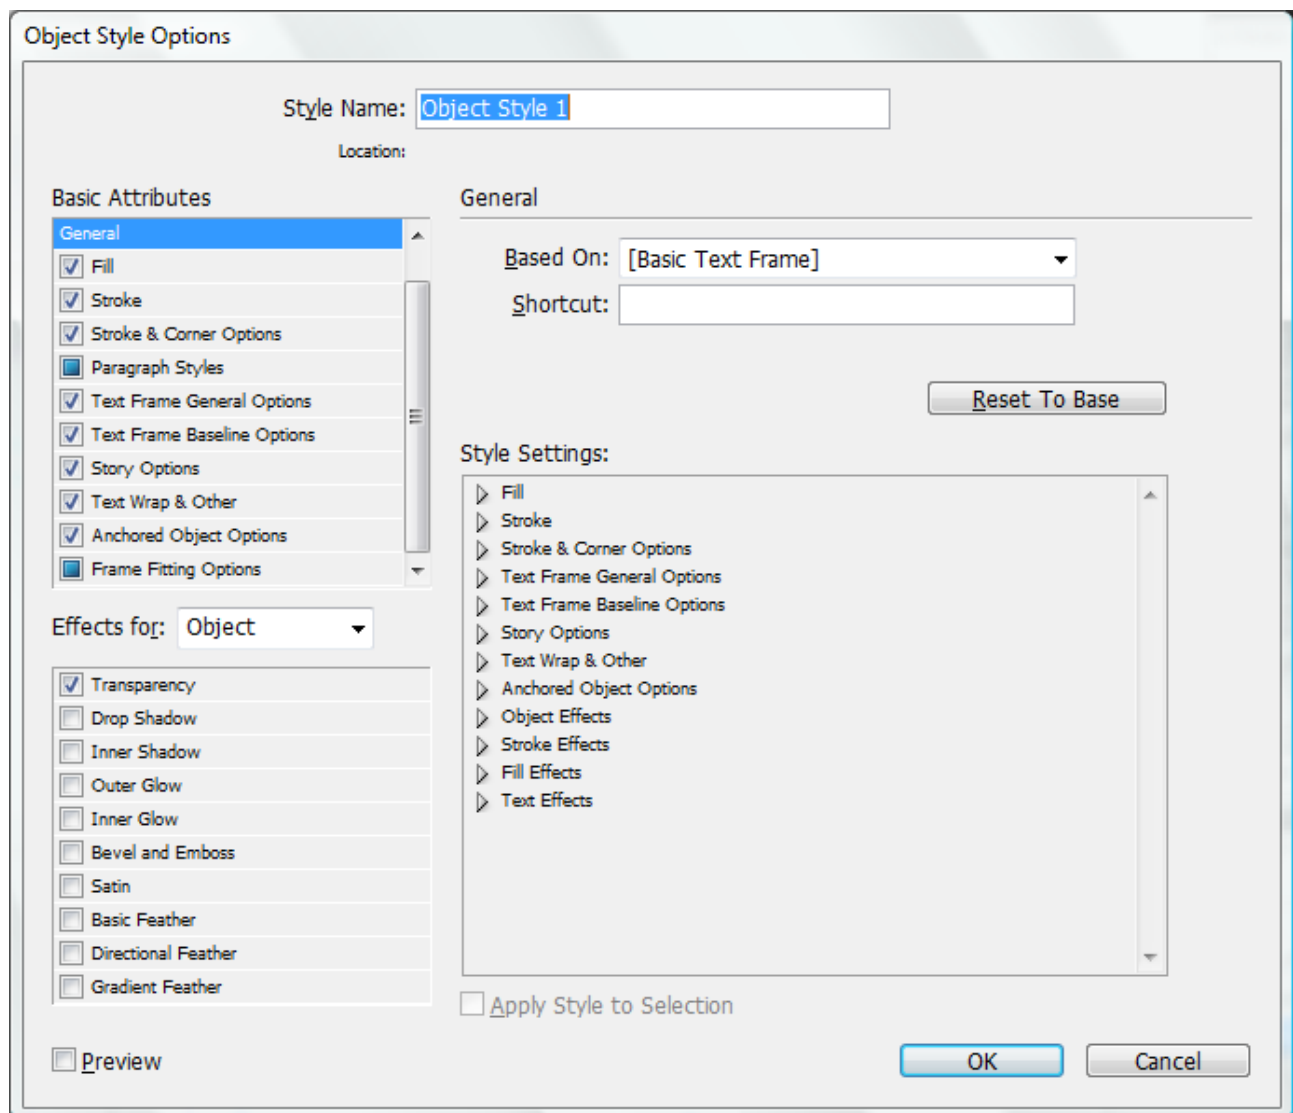 Object Style Options
Style Name: Object Style 1
Location:
Basic Attributes
General
Fill
Stroke
Stroke & Corner Options
Paragraph Styles
Text Frame General Options
Text Frame Baseline Options
Story Options
Text Wrap & Other
Anchored Object Options
Frame Fitting Options
Effects for: Object
Transparency
Drop Shadow
Inner Shadow
Outer Glow
Inner Glow
Bevel and Emboss
Satin
Basic Feather
Directional Feather
Gradient Feather
Preview
General
Based On: [Basic Text Frame]
Shortcut:
Reset To Base
Style Settings:
Fill
Stroke
Stroke & Corner Options
Text Frame General Options
Text Frame Baseline Options
Story Options
Text Wrap & Other
Anchored Object Options
Object Effects
Stroke Effects
Fill Effects
Text Effects
Apply Style to Selection
OK
Cancel